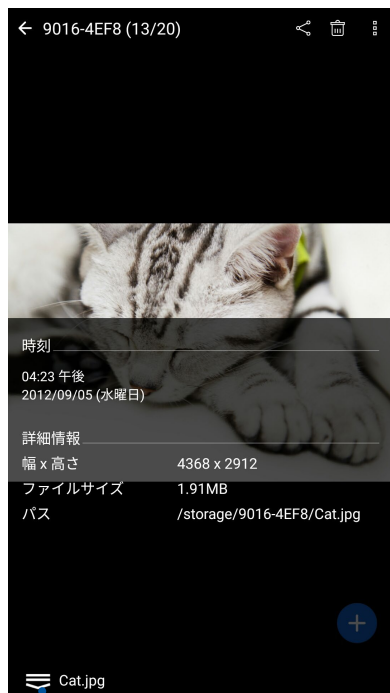 9016-4EF8 (13/20)
時刻
04:23 午後
2012/09/05 (水曜日)
詳細情報
幅 x 高さ 4368 x 2912
ファイルサイズ 1.91MB
パス /storage/9016-4EF8/Cat.jpg
Cat.jpg